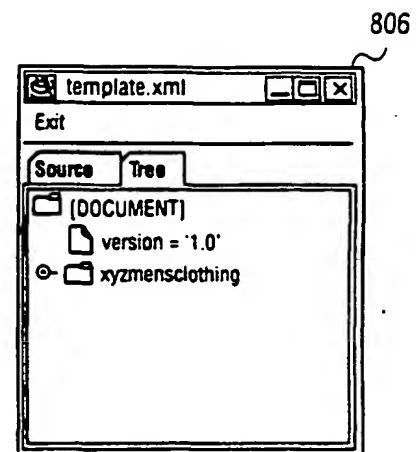 806
template.xml
Exit
Source Tree
[DOCUMENT]
version = '1.0'
xyzmensclothing